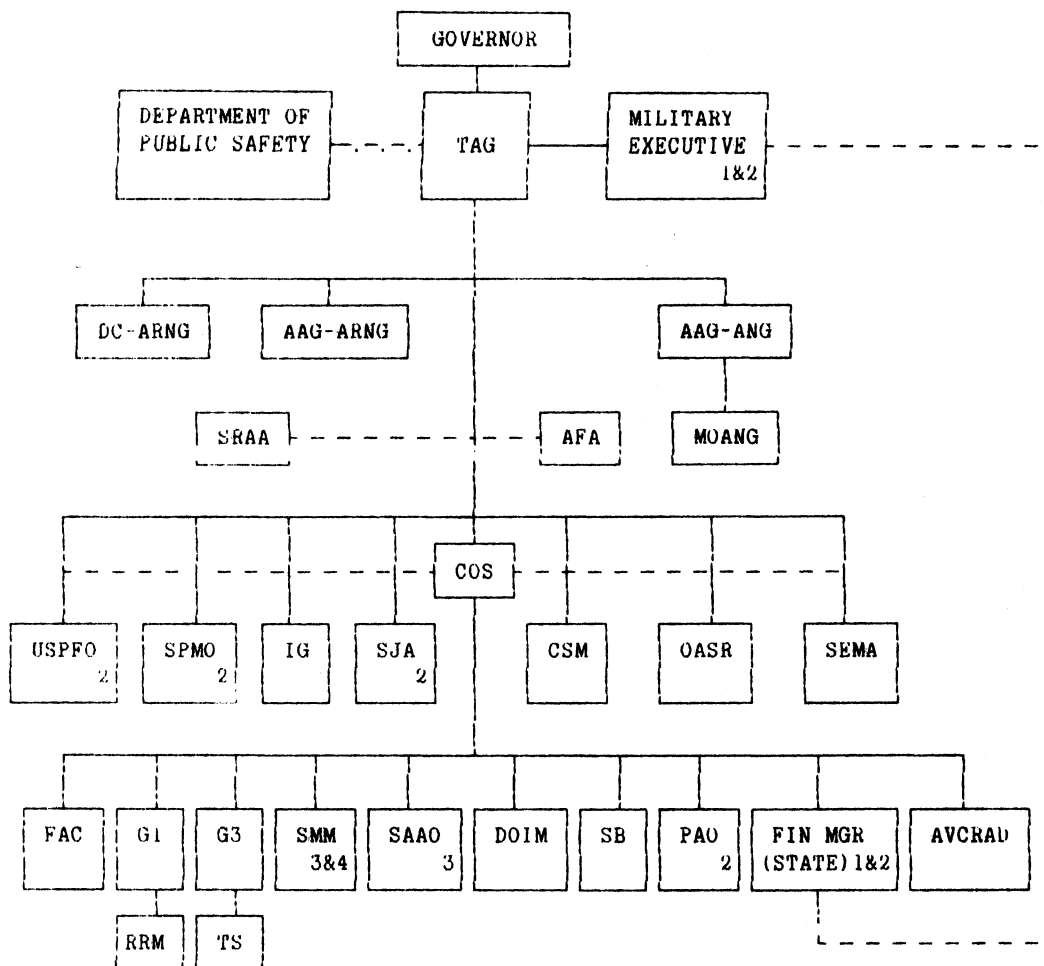 GOVERNOR
DEPARTMENT OF
PUBLIC SAFETY
TAG
MILITARY
EXECUTIVE
1&2
DC-ARNG
AAG-ARNG
AAG-ANG
SRAA
AFA
MOANG
COS
USPFO
2
SPMO
2
IG
SJA
2
CSM
OASR
SEMA
FAC
G1
G3
SMM
3&4
SAAO
3
DOIM
SB
PAO
2
FIN MGR
(STATE) 1&2
AVCRAD
RRM
TS